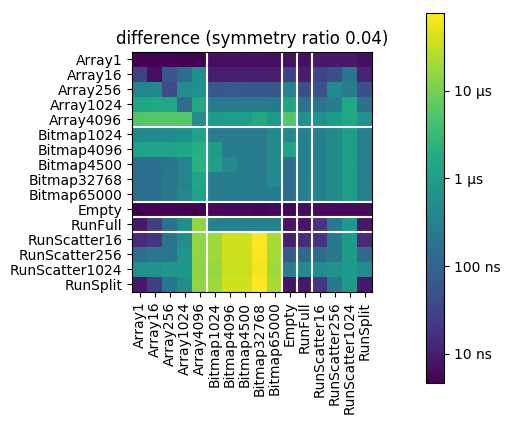 difference (symmetry ratio 0.04)
Array1
Array16
Array256
Array1024
Array4096
Bitmap1024
Bitmap4096
Bitmap4500
Bitmap32768
Bitmap65000
Empty
RunFull
RunScatter16
RunScatter256
RunScatter1024
RunSplit
Array1
Array16
Array256
Array1024
Array4096
Bitmap1024
Bitmap4096
Bitmap4500
Bitmap32768
Bitmap65000
Empty
RunFull
RunScatter16
RunScatter256
RunScatter1024
RunSplit
10 µs
1 µs
100 ns
10 ns